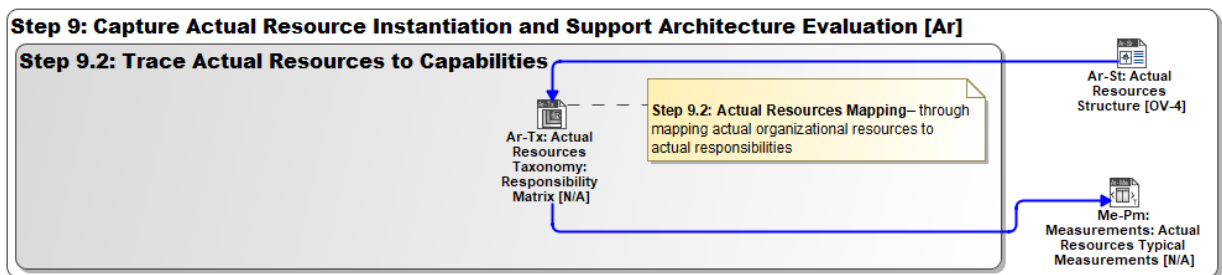 Step 9: Capture Actual Resource Instantiation and Support Architecture Evaluation [Ar]
Step 9.2: Trace Actual Resources to Capabilities
Ar-St
Ar-St: Actual
Resources
Structure [OV-4]
Step 9.2: Actual Resources Mapping– through
mapping actual organizational resources to
actual responsibilities
Ar-Tx: Actual
Resources
Taxonomy:
Responsibility
Matrix [N/A]
Me-Pm:
Measurements: Actual
Resources Typical
Measurements [N/A]